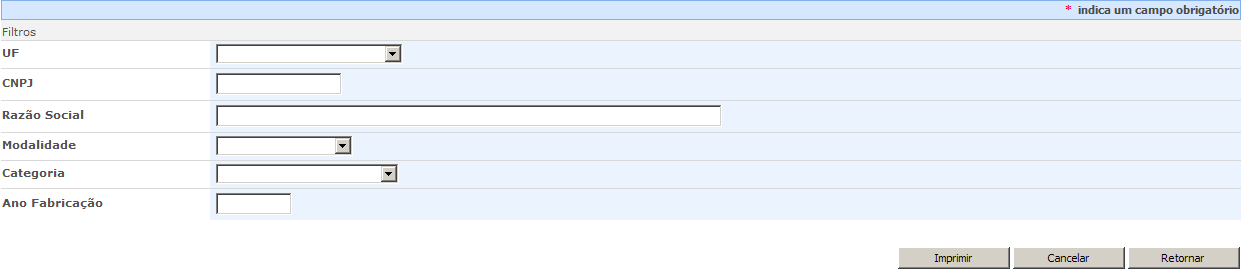 * indica um campo obrigatório
Filtros
UF
CNPJ
Razão Social
Modalidade
Categoria
Ano Fabricação
Imprimir Cancelar Retornar